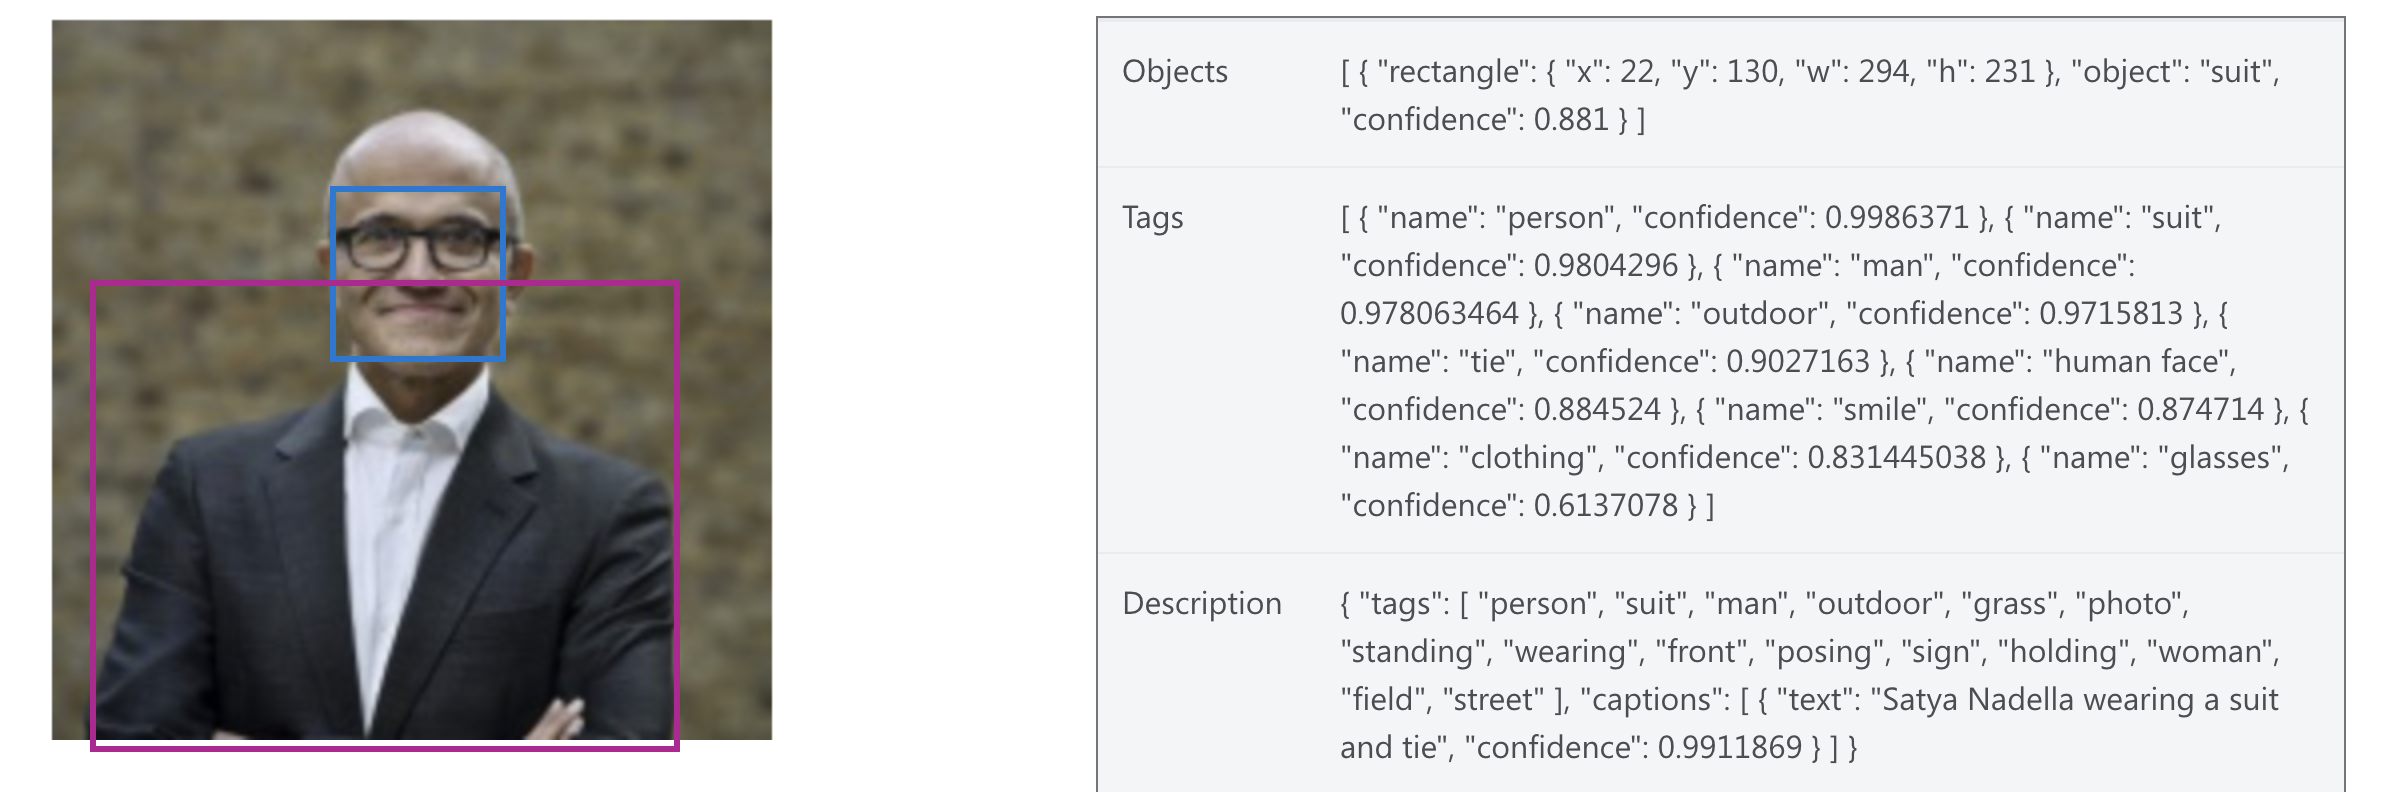 Objects
[ { "rectangle": { "x": 22, "y": 130, "w": 294, "h": 231 }, "object": "suit",
"confidence": 0.881 } ]
Tags
[ { "name": "person", "confidence": 0.9986371 }, { "name": "suit",
"confidence": 0.9804296 }, { "name": "man", "confidence":
0.978063464 }, { "name": "outdoor", "confidence": 0.9715813 }, {
"name": "tie", "confidence": 0.9027163 }, { "name": "human face",
"confidence": 0.884524 }, { "name": "smile", "confidence": 0.874714 }, {
"name": "clothing", "confidence": 0.831445038 }, { "name": "glasses",
"confidence": 0.6137078 } ]
Description
{ "tags": [ "person", "suit", "man", "outdoor", "grass", "photo",
"standing", "wearing", "front", "posing", "sign", "holding", "woman",
"field", "street" ], "captions": [ { "text": "Satya Nadella wearing a suit
and tie", "confidence": 0.9911869 } ] }